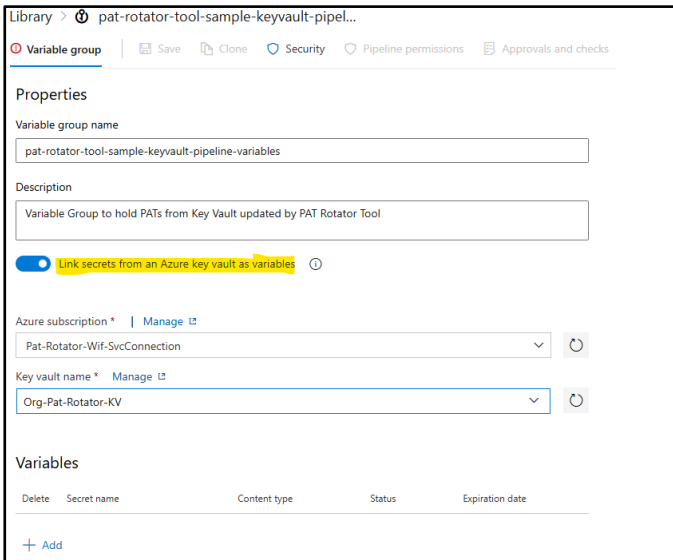 Library > pat-rotator-tool-sample-keyvault-pipel...
Variable group Save Clone Security Pipeline permissions Approvals and checks
Properties
Variable group name
pat-rotator-tool-sample-keyvault-pipeline-variables
Description
Variable Group to hold PATs from Key Vault updated by PAT Rotator Tool
Link secrets from an Azure key vault as variables
Azure subscription * | Manage
Pat-Rotator-Wif-SvcConnection
Key vault name * Manage
Org-Pat-Rotator-KV
Variables
Delete Secret name Content type Status Expiration date
+ Add